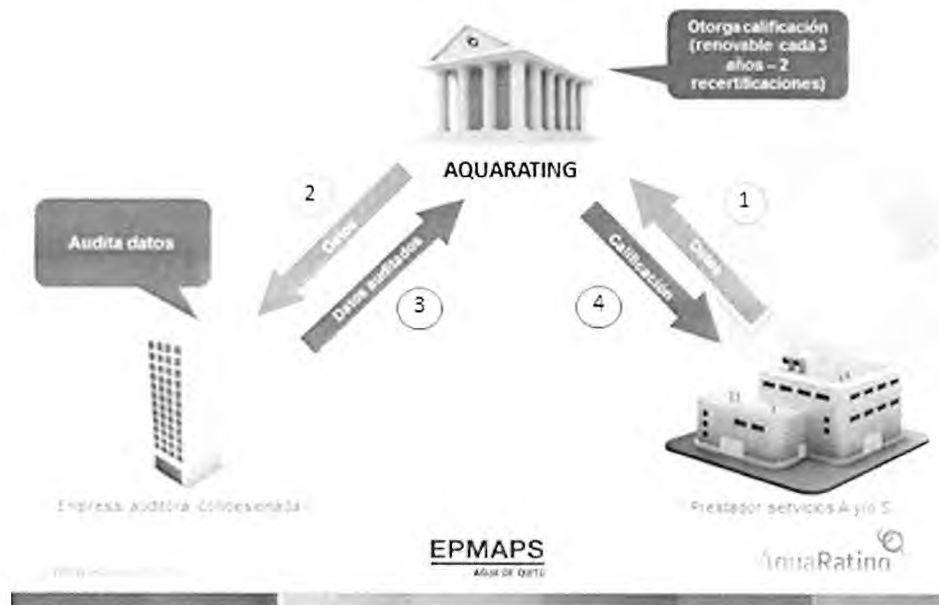 Otorga calificación
(renovable cada 3
años – 2
recertificaciones)
AQUARATING
2
1
Audita datos
Datos
Datos
Datos auditados
Calificación
3
4
Empresa auditora concesionada
Prestador servicios A y/o S
EPMAPS
AGUA DE QUITO
AquaRating